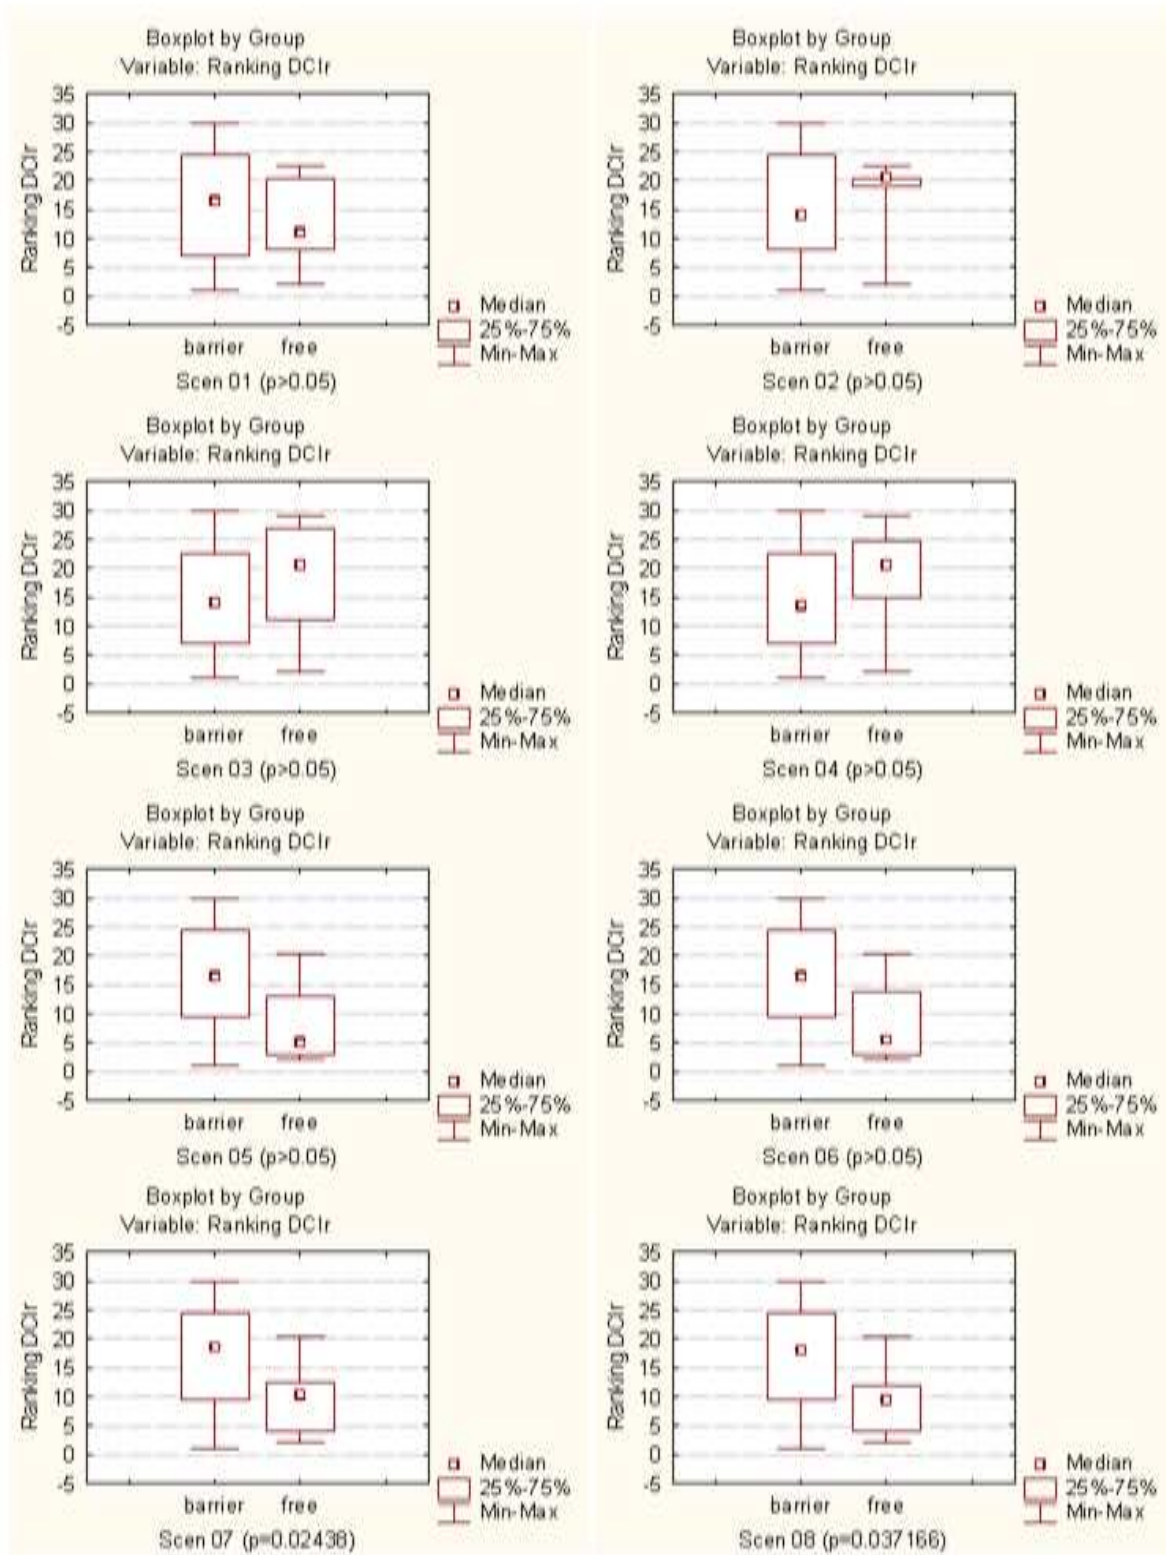 Boxplot by Group
Variable: Ranking DCIr
35
30
25
20
15
10
5
0
-5
Ranking DCIr
barrier free
Scen 01 (p>0.05)
Median
25%-75%
Min-Max
Boxplot by Group
Variable: Ranking DCIr
35
30
25
20
15
10
5
0
-5
Ranking DCIr
barrier free
Scen 02 (p>0.05)
Median
25%-75%
Min-Max
Boxplot by Group
Variable: Ranking DCIr
35
30
25
20
15
10
5
0
-5
Ranking DCIr
barrier free
Scen 03 (p>0.05)
Median
25%-75%
Min-Max
Boxplot by Group
Variable: Ranking DCIr
35
30
25
20
15
10
5
0
-5
Ranking DCIr
barrier free
Scen 04 (p>0.05)
Median
25%-75%
Min-Max
Boxplot by Group
Variable: Ranking DCIr
35
30
25
20
15
10
5
0
-5
Ranking DCIr
barrier free
Scen 05 (p>0.05)
Median
25%-75%
Min-Max
Boxplot by Group
Variable: Ranking DCIr
35
30
25
20
15
10
5
0
-5
Ranking DCIr
barrier free
Scen 06 (p>0.05)
Median
25%-75%
Min-Max
Boxplot by Group
Variable: Ranking DCIr
35
30
25
20
15
10
5
0
-5
Ranking DCIr
barrier free
Scen 07 (p=0.02438)
Median
25%-75%
Min-Max
Boxplot by Group
Variable: Ranking DCIr
35
30
25
20
15
10
5
0
-5
Ranking DCIr
barrier free
Scen 08 (p=0.037166)
Median
25%-75%
Min-Max